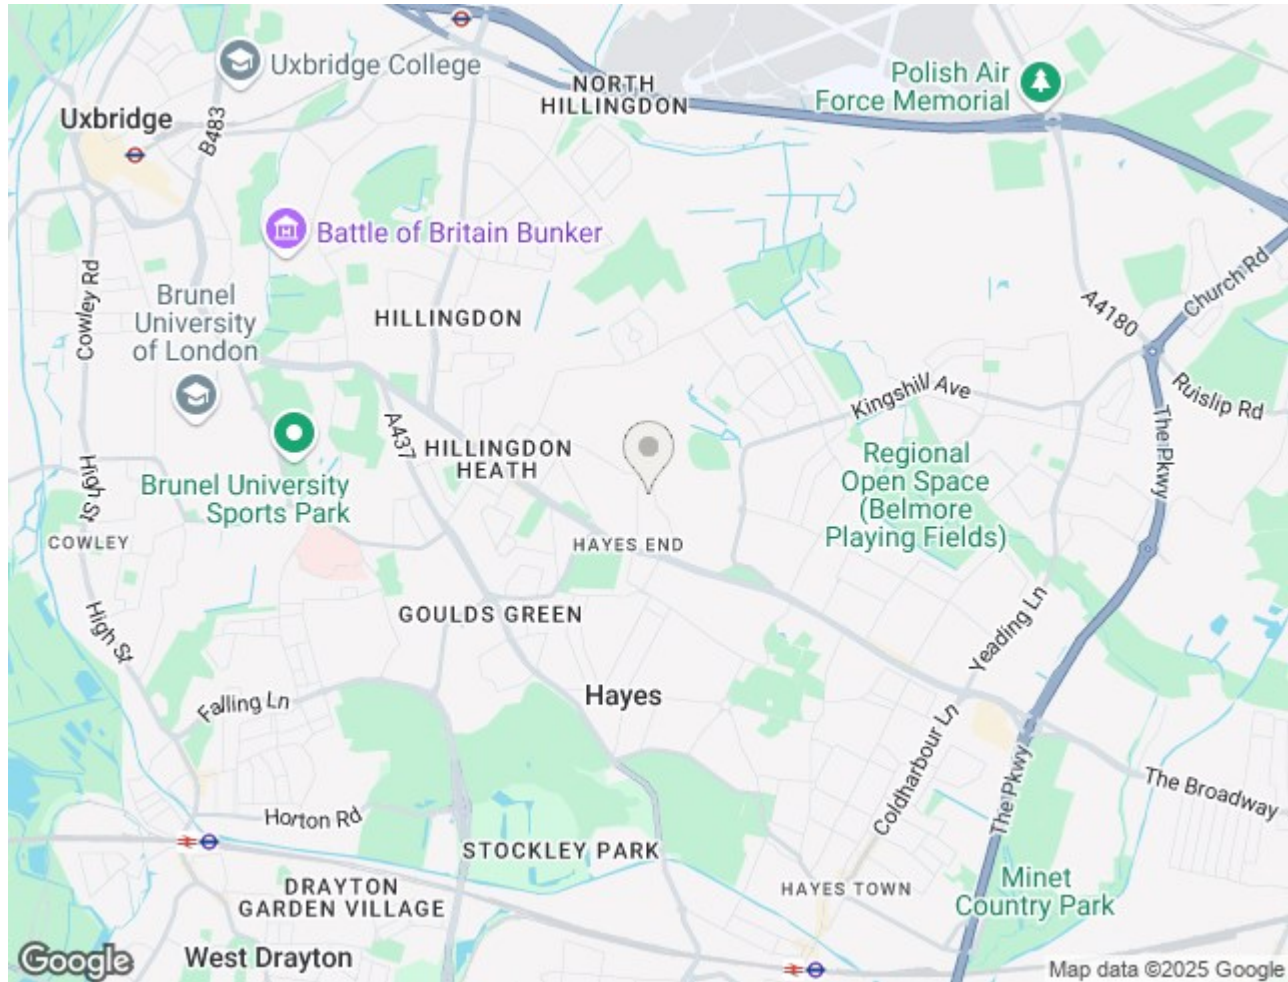 Uxbridge College
NORTH
HILLINGDON
Polish Air
Force Memorial
Uxbridge
B483
Battle of Britain Bunker
Cowley Rd
Brunel
University
of London
HILLINGDON
Church Rd
A4180
Kingshill Ave
Ruislip Rd
A437
HILLINGDON
HEATH
The Pkwy
High St
Brunel University
Sports Park
Regional
Open Space
(Belmore
Playing Fields)
COWLEY
HAYES END
High St
GOULDS GREEN
Yeading Ln
Falling Ln
Hayes
Coldharbour Ln
The Pkwy
The Broadway
Horton Rd
STOCKLEY PARK
DRAYTON
GARDEN VILLAGE
HAYES TOWN
Minet
Country Park
West Drayton
Google
Map data ©2025 Google